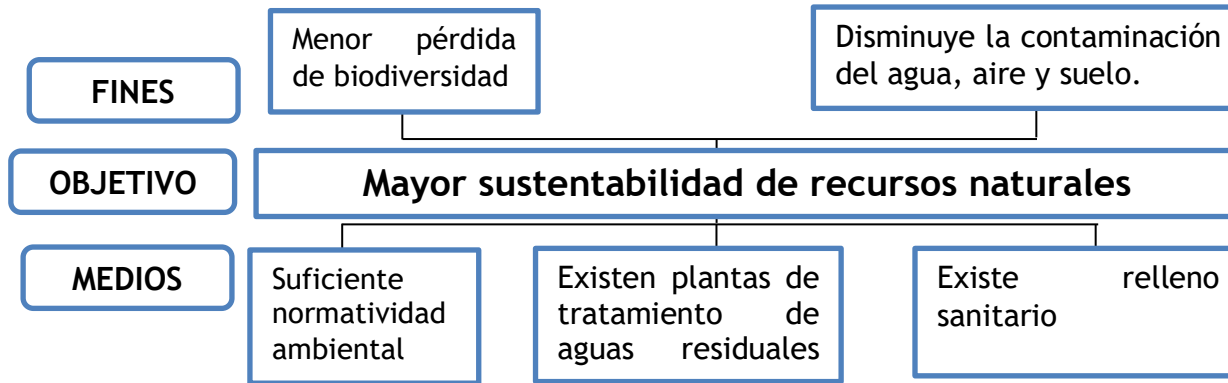 FINES
Menor pérdida
de biodiversidad
Disminuye la contaminación
del agua, aire y suelo.
OBJETIVO
Mayor sustentabilidad de recursos naturales
MEDIOS
Suficiente
normatividad
ambiental
Existen plantas de
tratamiento de
aguas residuales
Existe relleno
sanitario